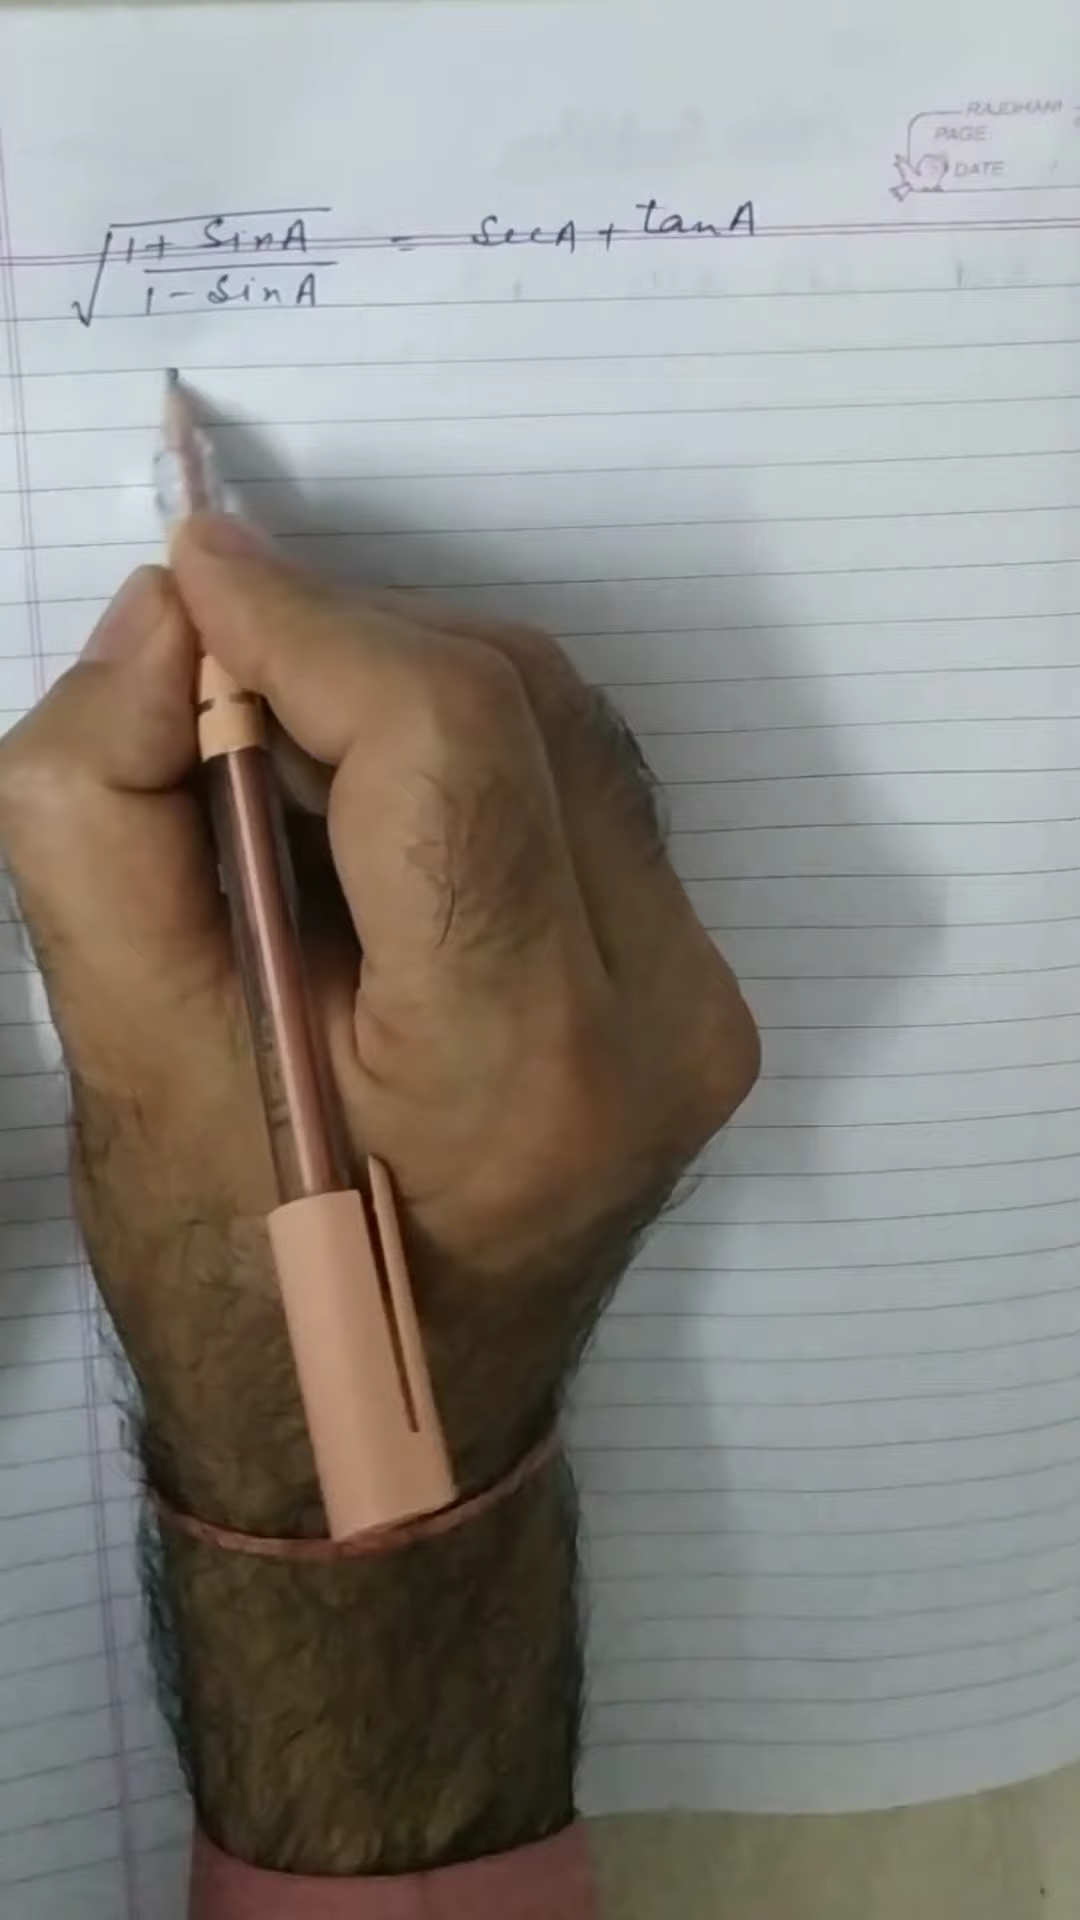 RAJDHANI
PAGE:
DATE
√(1 + SinA / 1 - SinA) = SecA + tanA